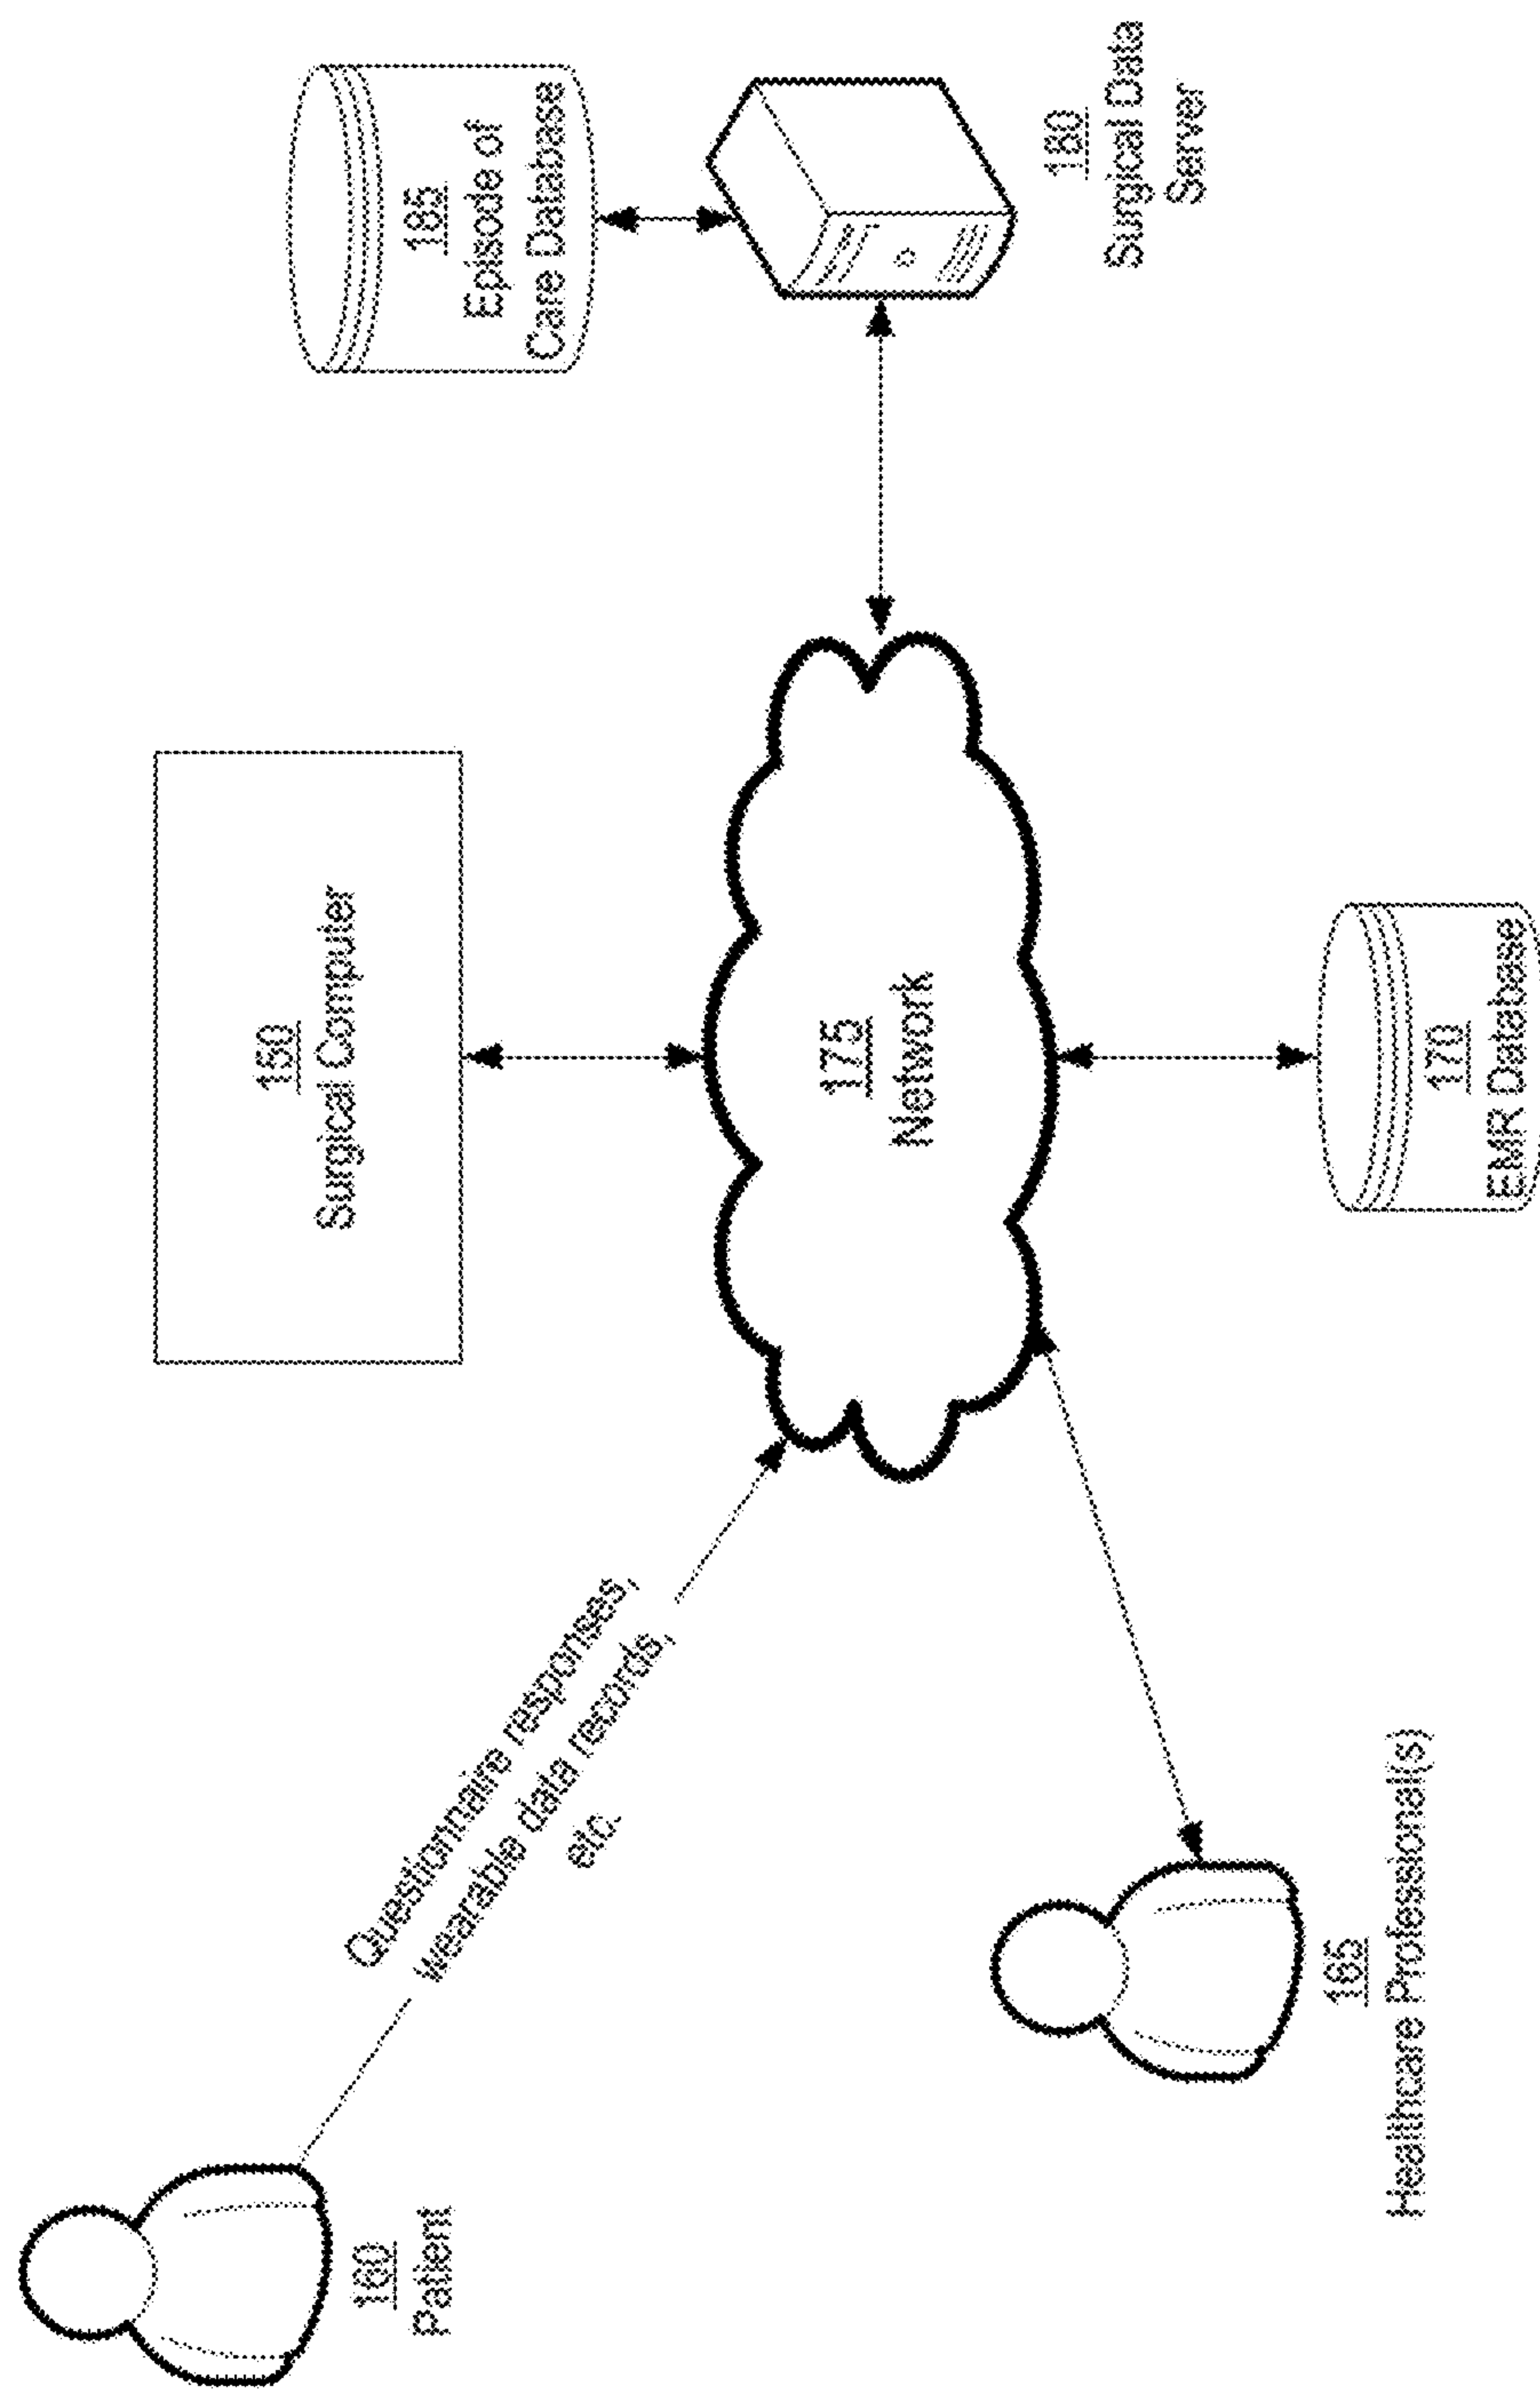 160
Patient
Questionnaire responses,
Wearable data records,
etc.
150
Surgical Computer
185
Episode of
Care Database
175
Network
180
Surgical Data
Server
165
Healthcare Professional(s)
170
EMR Database